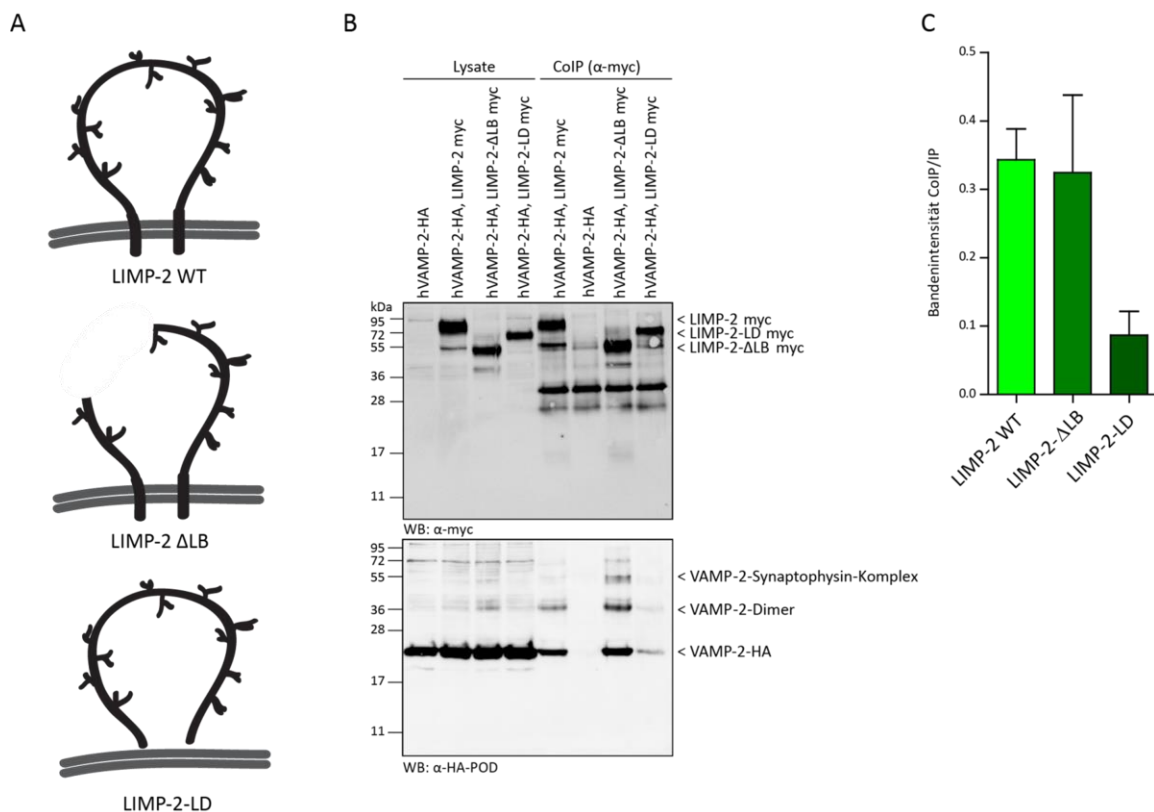 A
LIMP-2 WT
LIMP-2 ΔLB
LIMP-2-LD
B
Lysate
CoIP (α-myc)
hVAMP-2-HA
hVAMP-2-HA, LIMP-2 myc
hVAMP-2-HA, LIMP-2-ΔLB myc
hVAMP-2-HA, LIMP-2-LD myc
hVAMP-2-HA, LIMP-2 myc
hVAMP-2-HA
hVAMP-2-HA, LIMP-2-ΔLB myc
hVAMP-2-HA, LIMP-2-LD myc
kDa
95
72
55
36
28
17
11
< LIMP-2 myc
< LIMP-2-LD myc
< LIMP-2-ΔLB myc
WB: α-myc
95
72
55
36
28
17
11
< VAMP-2-Synaptophysin-Komplex
< VAMP-2-Dimer
< VAMP-2-HA
WB: α-HA-POD
C
Bandenintensität CoIP/IP
0.5
0.4
0.3
0.2
0.1
0.0
LIMP-2 WT
LIMP-2-ΔLB
LIMP-2-LD